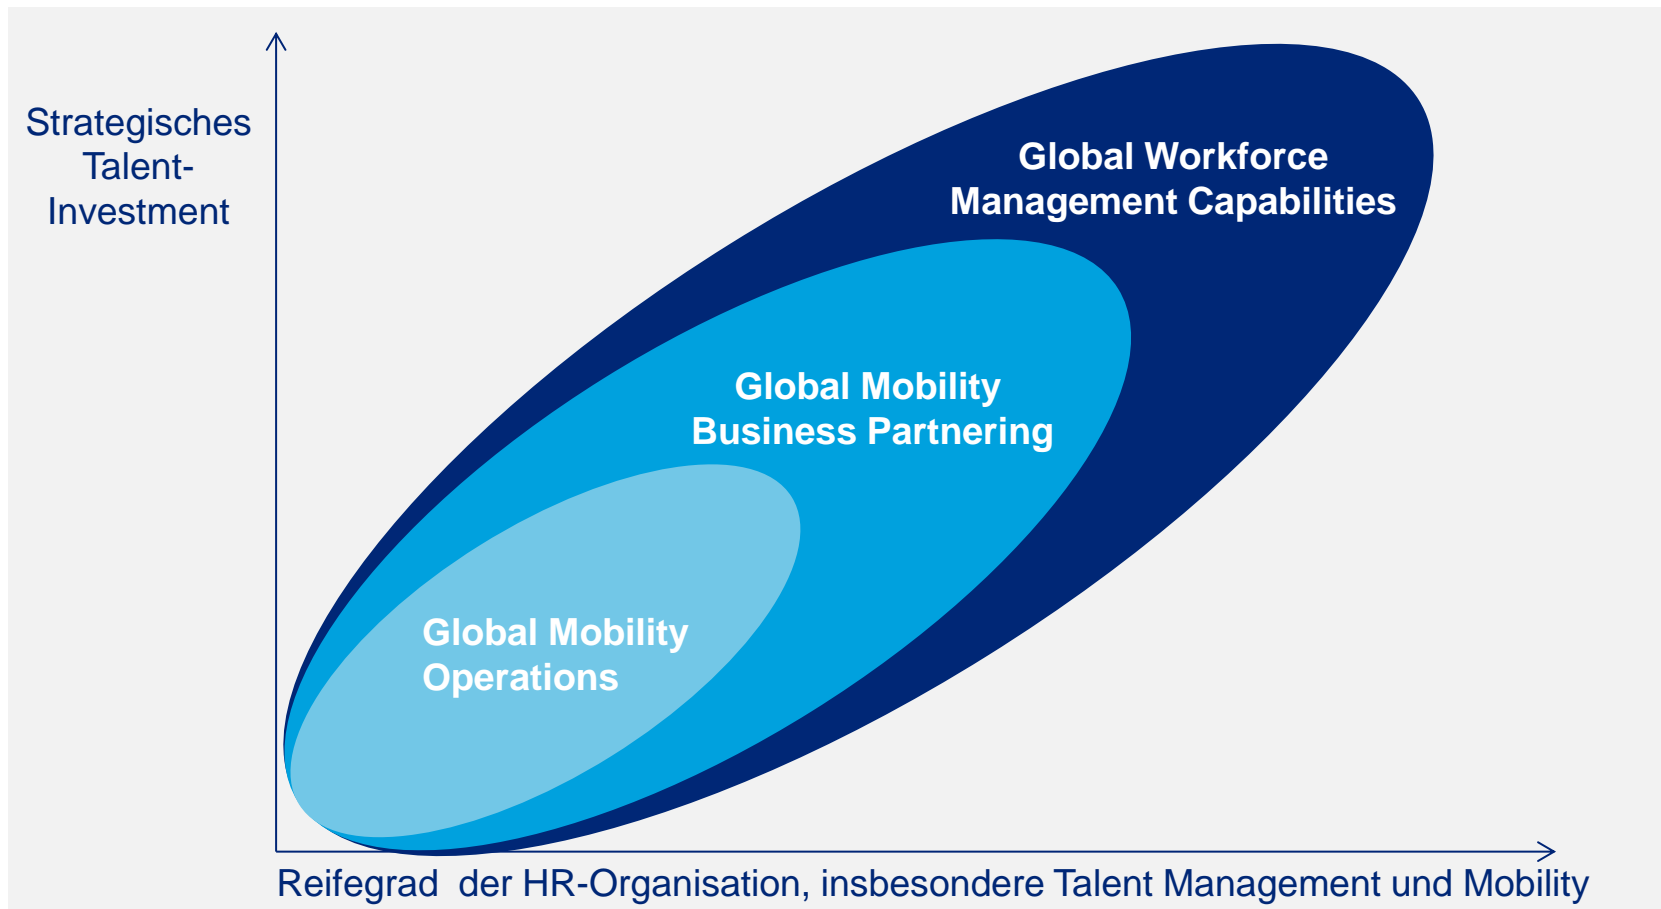 Strategisches
Talent-
Investment
Global Workforce
Management Capabilities
Global Mobility
Business Partnering
Global Mobility
Operations
Reifegrad  der HR-Organisation, insbesondere Talent Management und Mobility